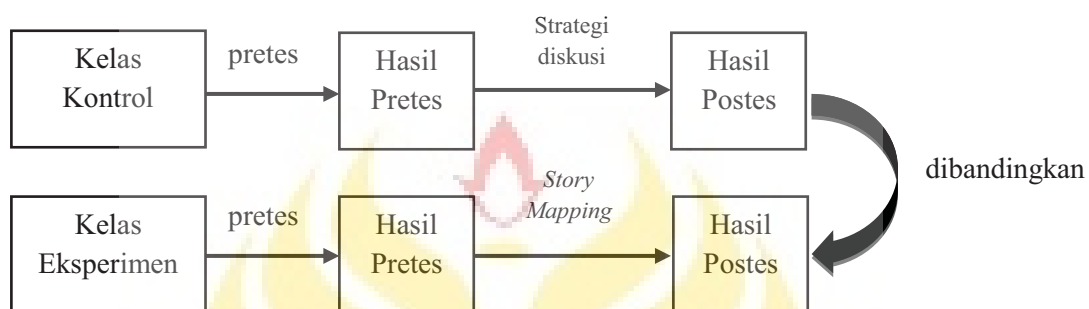 Kelas
Kontrol
pretes
Hasil
Pretes
Strategi
diskusi
Hasil
Postes
dibandingkan
Kelas
Eksperimen
pretes
Hasil
Pretes
Story
Mapping
Hasil
Postes